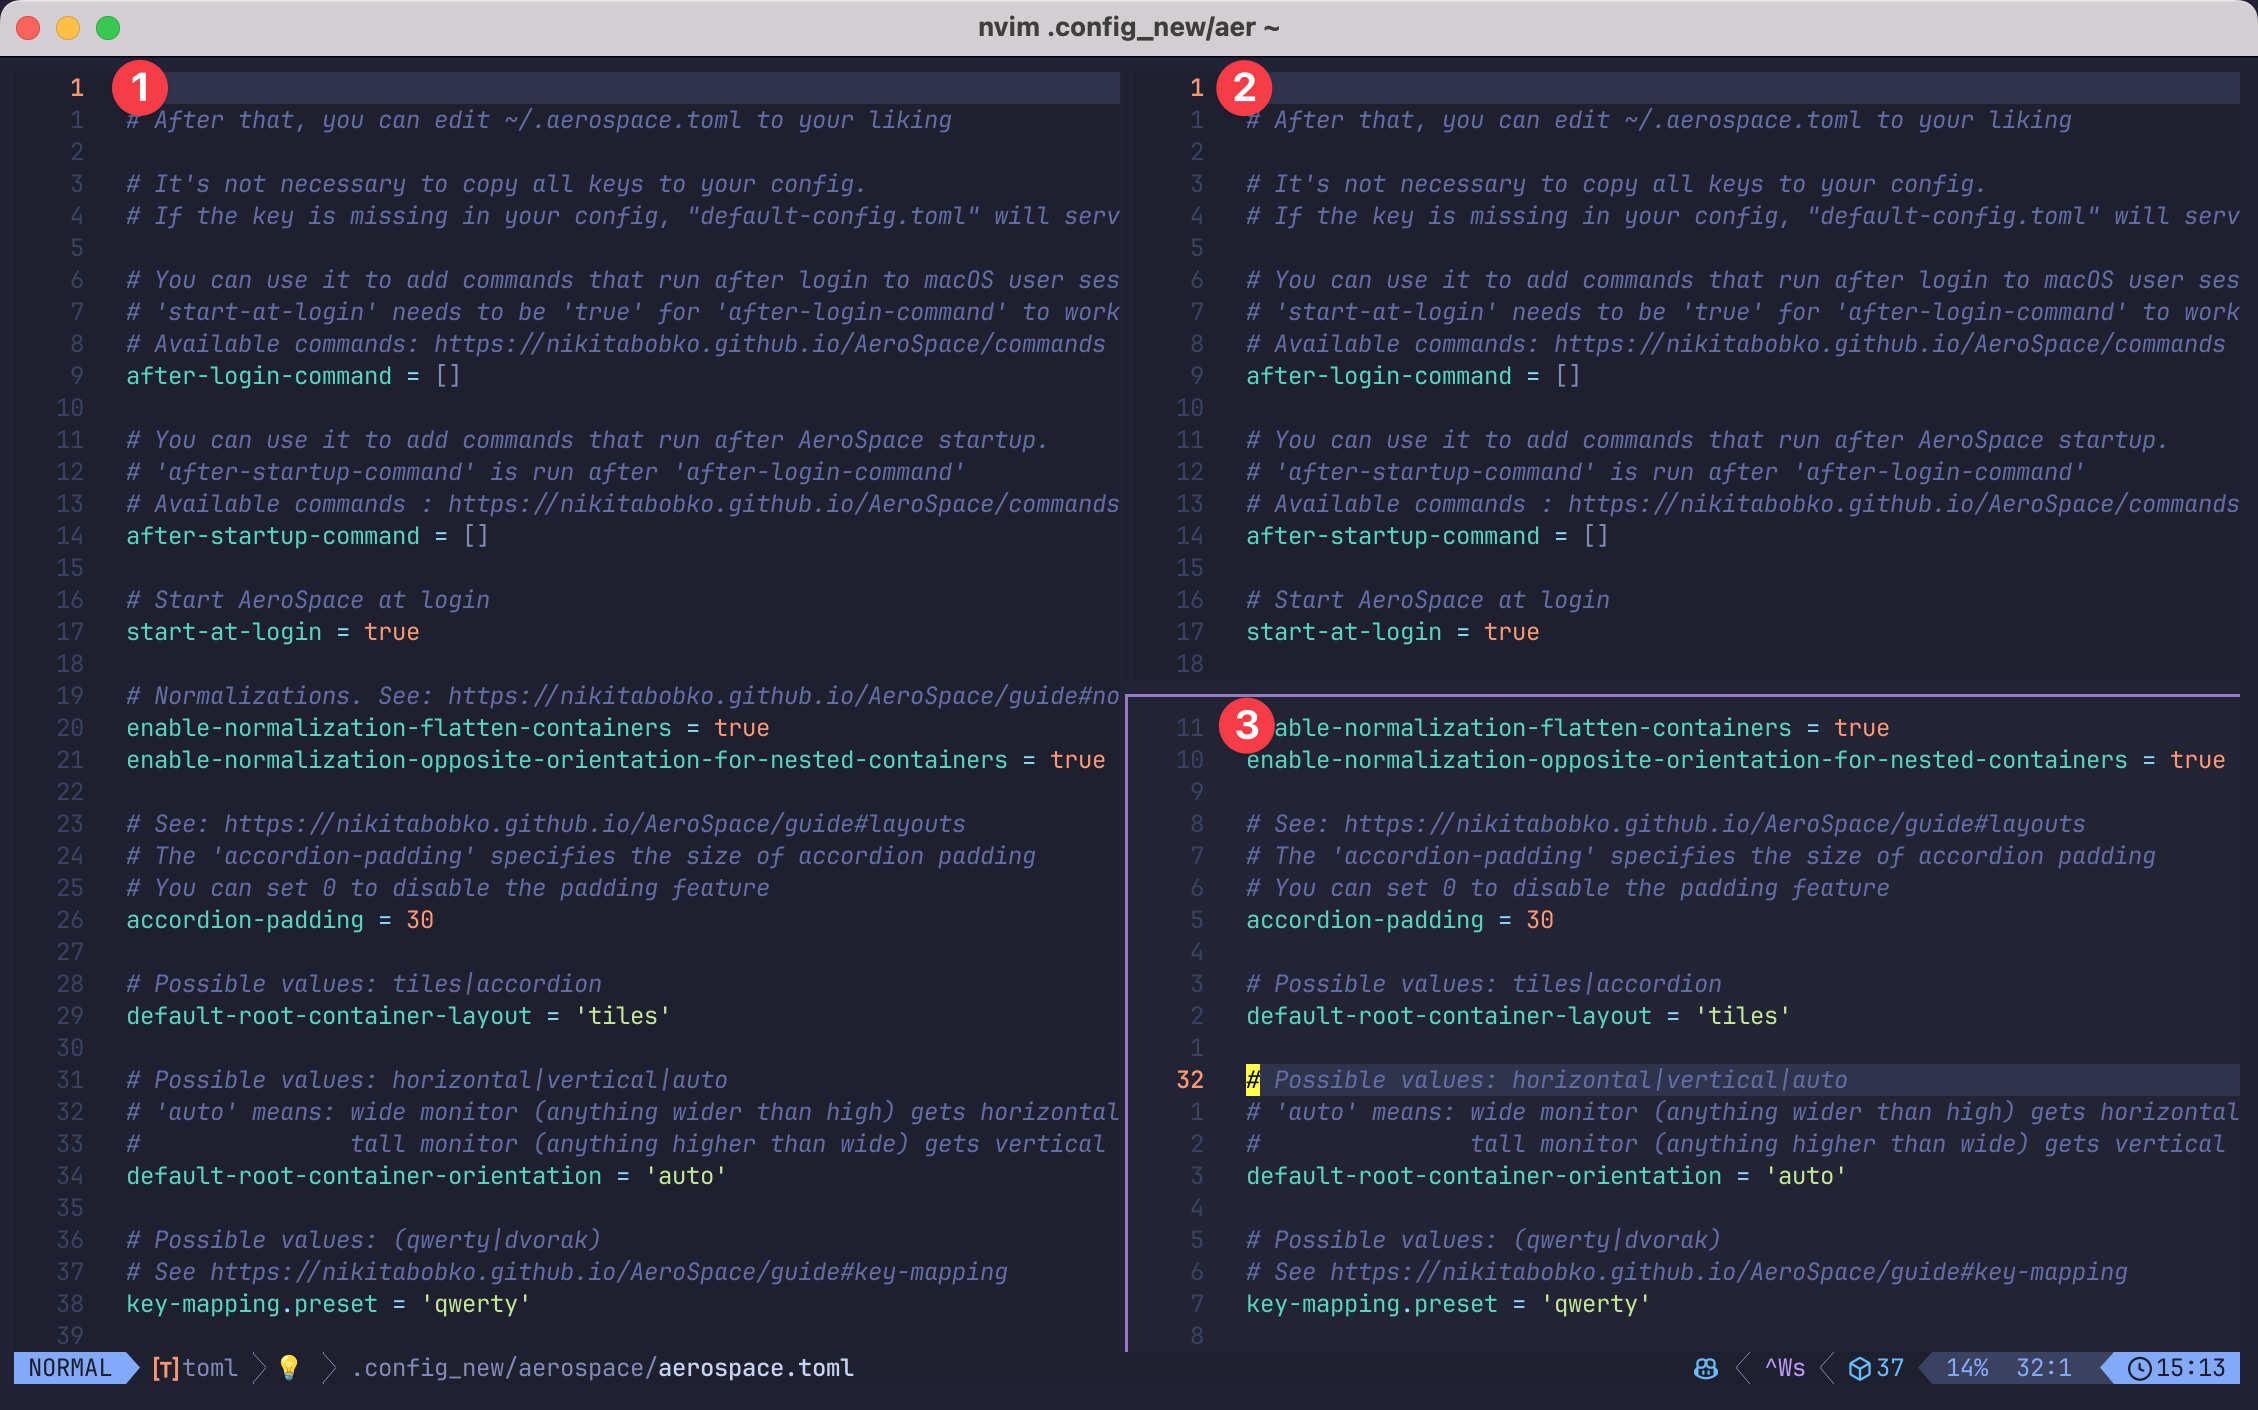 nvim .config_new/aer ~
1
1 # After that, you can edit ~/.aerospace.toml to your liking
2
3 # It's not necessary to copy all keys to your config.
4 # If the key is missing in your config, "default-config.toml" will serv
5
6 # You can use it to add commands that run after login to macOS user ses
7 # 'start-at-login' needs to be 'true' for 'after-login-command' to work
8 # Available commands: https://nikitabobko.github.io/AeroSpace/commands
9 after-login-command = []
10
11 # You can use it to add commands that run after AeroSpace startup.
12 # 'after-startup-command' is run after 'after-login-command'
13 # Available commands : https://nikitabobko.github.io/AeroSpace/commands
14 after-startup-command = []
15
16 # Start AeroSpace at login
17 start-at-login = true
18
19 # Normalizations. See: https://nikitabobko.github.io/AeroSpace/guide#no
20 enable-normalization-flatten-containers = true
21 enable-normalization-opposite-orientation-for-nested-containers = true
22
23 # See: https://nikitabobko.github.io/AeroSpace/guide#layouts
24 # The 'accordion-padding' specifies the size of accordion padding
25 # You can set 0 to disable the padding feature
26 accordion-padding = 30
27
28 # Possible values: tiles|accordion
29 default-root-container-layout = 'tiles'
30
31 # Possible values: horizontal|vertical|auto
32 # 'auto' means: wide monitor (anything wider than high) gets horizontal
33 #               tall monitor (anything higher than wide) gets vertical
34 default-root-container-orientation = 'auto'
35
36 # Possible values: (qwerty|dvorak)
37 # See https://nikitabobko.github.io/AeroSpace/guide#key-mapping
38 key-mapping.preset = 'qwerty'
39
1
1 2
1 # After that, you can edit ~/.aerospace.toml to your liking
2
3 # It's not necessary to copy all keys to your config.
4 # If the key is missing in your config, "default-config.toml" will serv
5
6 # You can use it to add commands that run after login to macOS user ses
7 # 'start-at-login' needs to be 'true' for 'after-login-command' to work
8 # Available commands: https://nikitabobko.github.io/AeroSpace/commands
9 after-login-command = []
10
11 # You can use it to add commands that run after AeroSpace startup.
12 # 'after-startup-command' is run after 'after-login-command'
13 # Available commands : https://nikitabobko.github.io/AeroSpace/commands
14 after-startup-command = []
15
16 # Start AeroSpace at login
17 start-at-login = true
18
11 3 able-normalization-flatten-containers = true
10 enable-normalization-opposite-orientation-for-nested-containers = true
9
8 # See: https://nikitabobko.github.io/AeroSpace/guide#layouts
7 # The 'accordion-padding' specifies the size of accordion padding
6 # You can set 0 to disable the padding feature
5 accordion-padding = 30
4
3 # Possible values: tiles|accordion
2 default-root-container-layout = 'tiles'
1
32 # Possible values: horizontal|vertical|auto
1 # 'auto' means: wide monitor (anything wider than high) gets horizontal
2 #               tall monitor (anything higher than wide) gets vertical
3 default-root-container-orientation = 'auto'
4
5 # Possible values: (qwerty|dvorak)
6 # See https://nikitabobko.github.io/AeroSpace/guide#key-mapping
7 key-mapping.preset = 'qwerty'
8
NORMAL [T]toml .config_new/aerospace/aerospace.toml ^Ws 37 14% 32:1 15:13